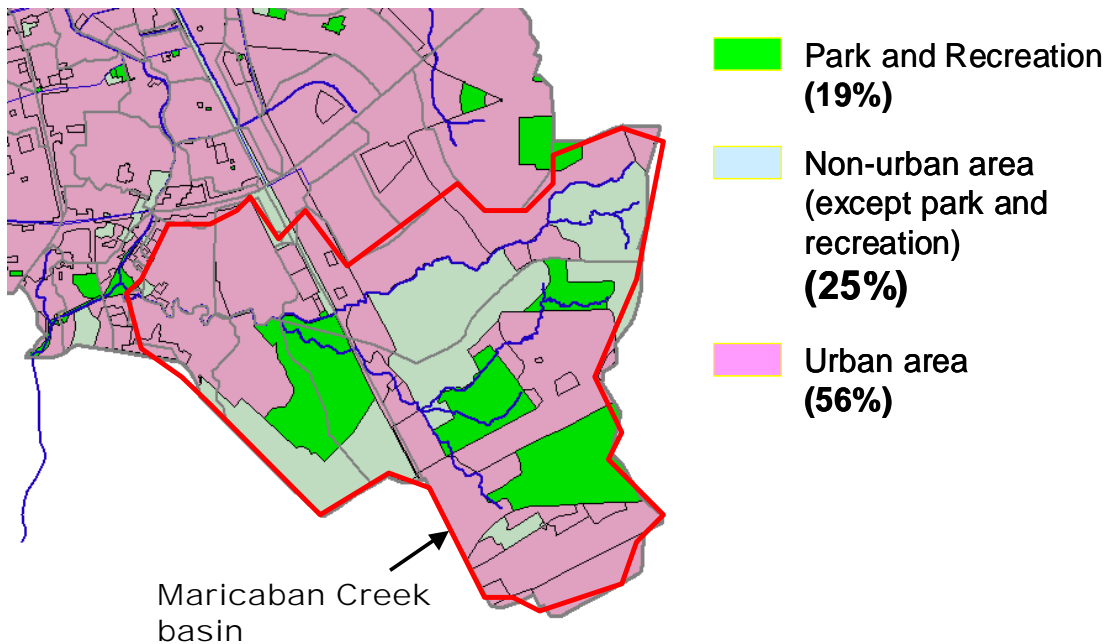 Park and Recreation
(19%)
Non-urban area
(except park and
recreation)
(25%)
Urban area
(56%)
Maricaban Creek
basin